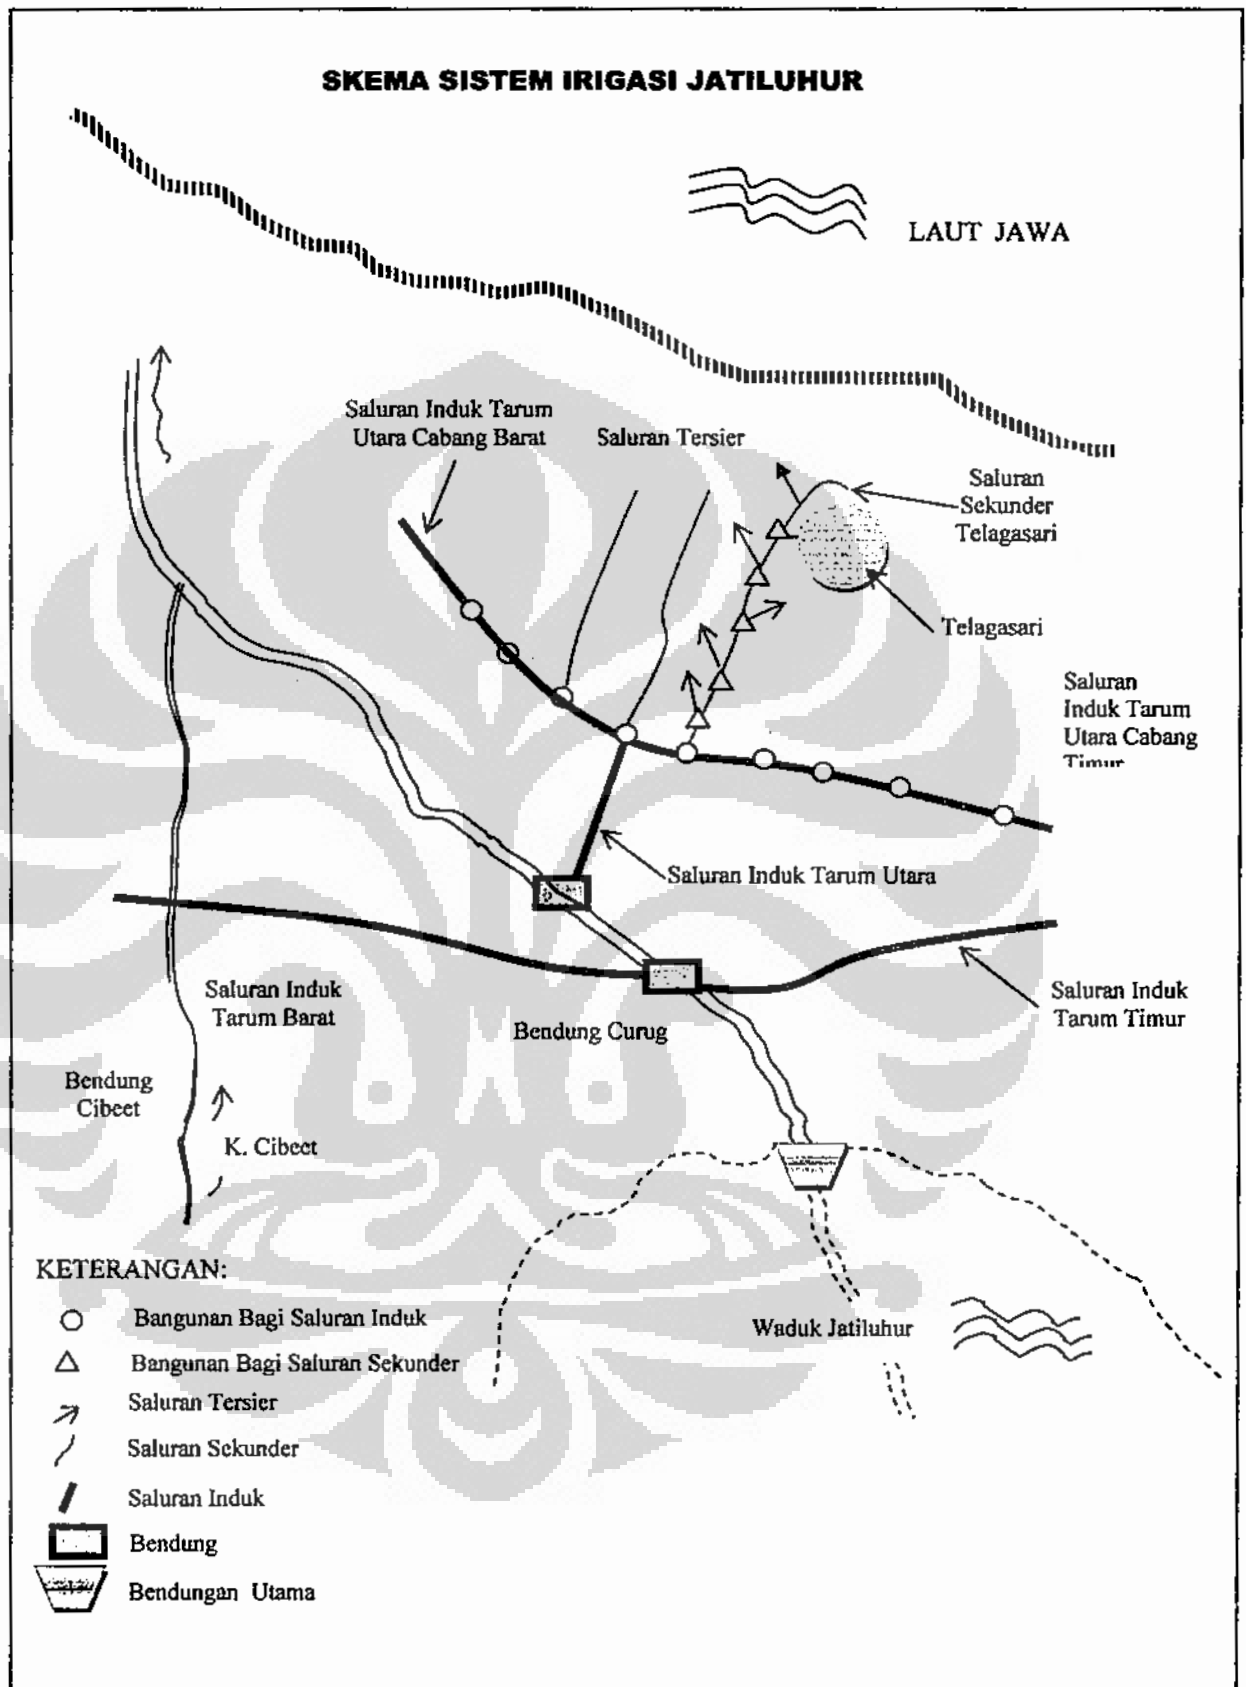 SKEMA SISTEM IRIGASI JATILUHUR
LAUT JAWA
Saluran Induk Tarum
Utara Cabang Barat
Saluran Tersier
Saluran
Sekunder
Telagasari
Telagasari
Saluran
Induk Tarum
Utara Cabang
Timur
Saluran Induk Tarum Utara
Saluran Induk
Tarum Barat
Saluran Induk
Tarum Timur
Bendung Curug
Bendung
Cibeet
K. Cibeet
KETERANGAN:
Bangunan Bagi Saluran Induk
Waduk Jatiluhur
Bangunan Bagi Saluran Sekunder
Saluran Tersier
Saluran Sekunder
Saluran Induk
Bendung
Bendungan Utama